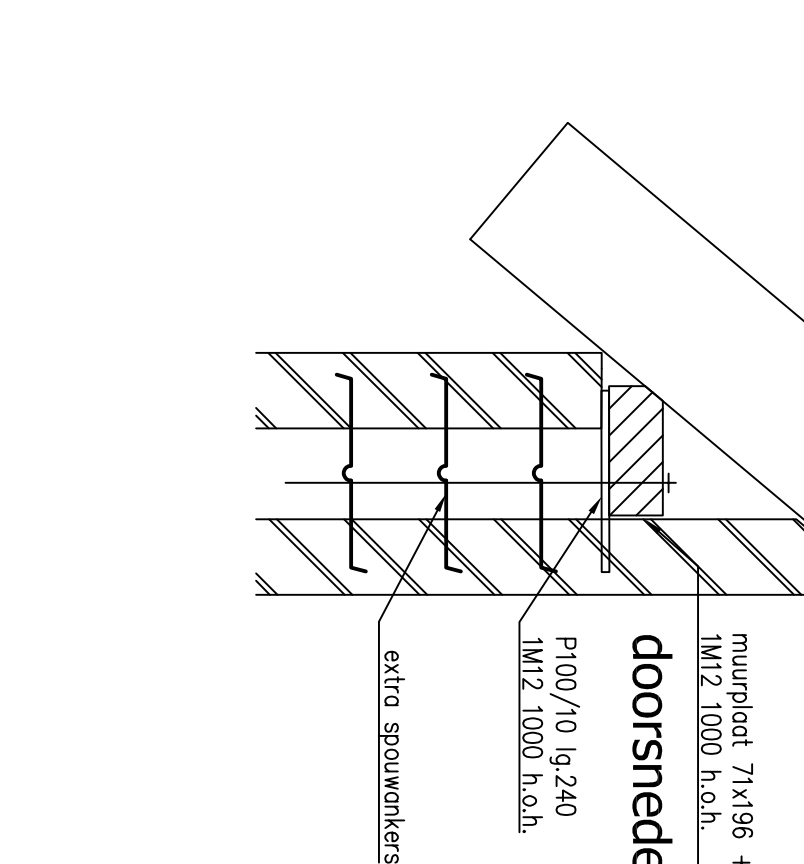 muurplaat 71x196 +
1M12 1000 h.o.h.
doorsnede
P100/10 lg.240
1M12 1000 h.o.h.
extra spouwankers